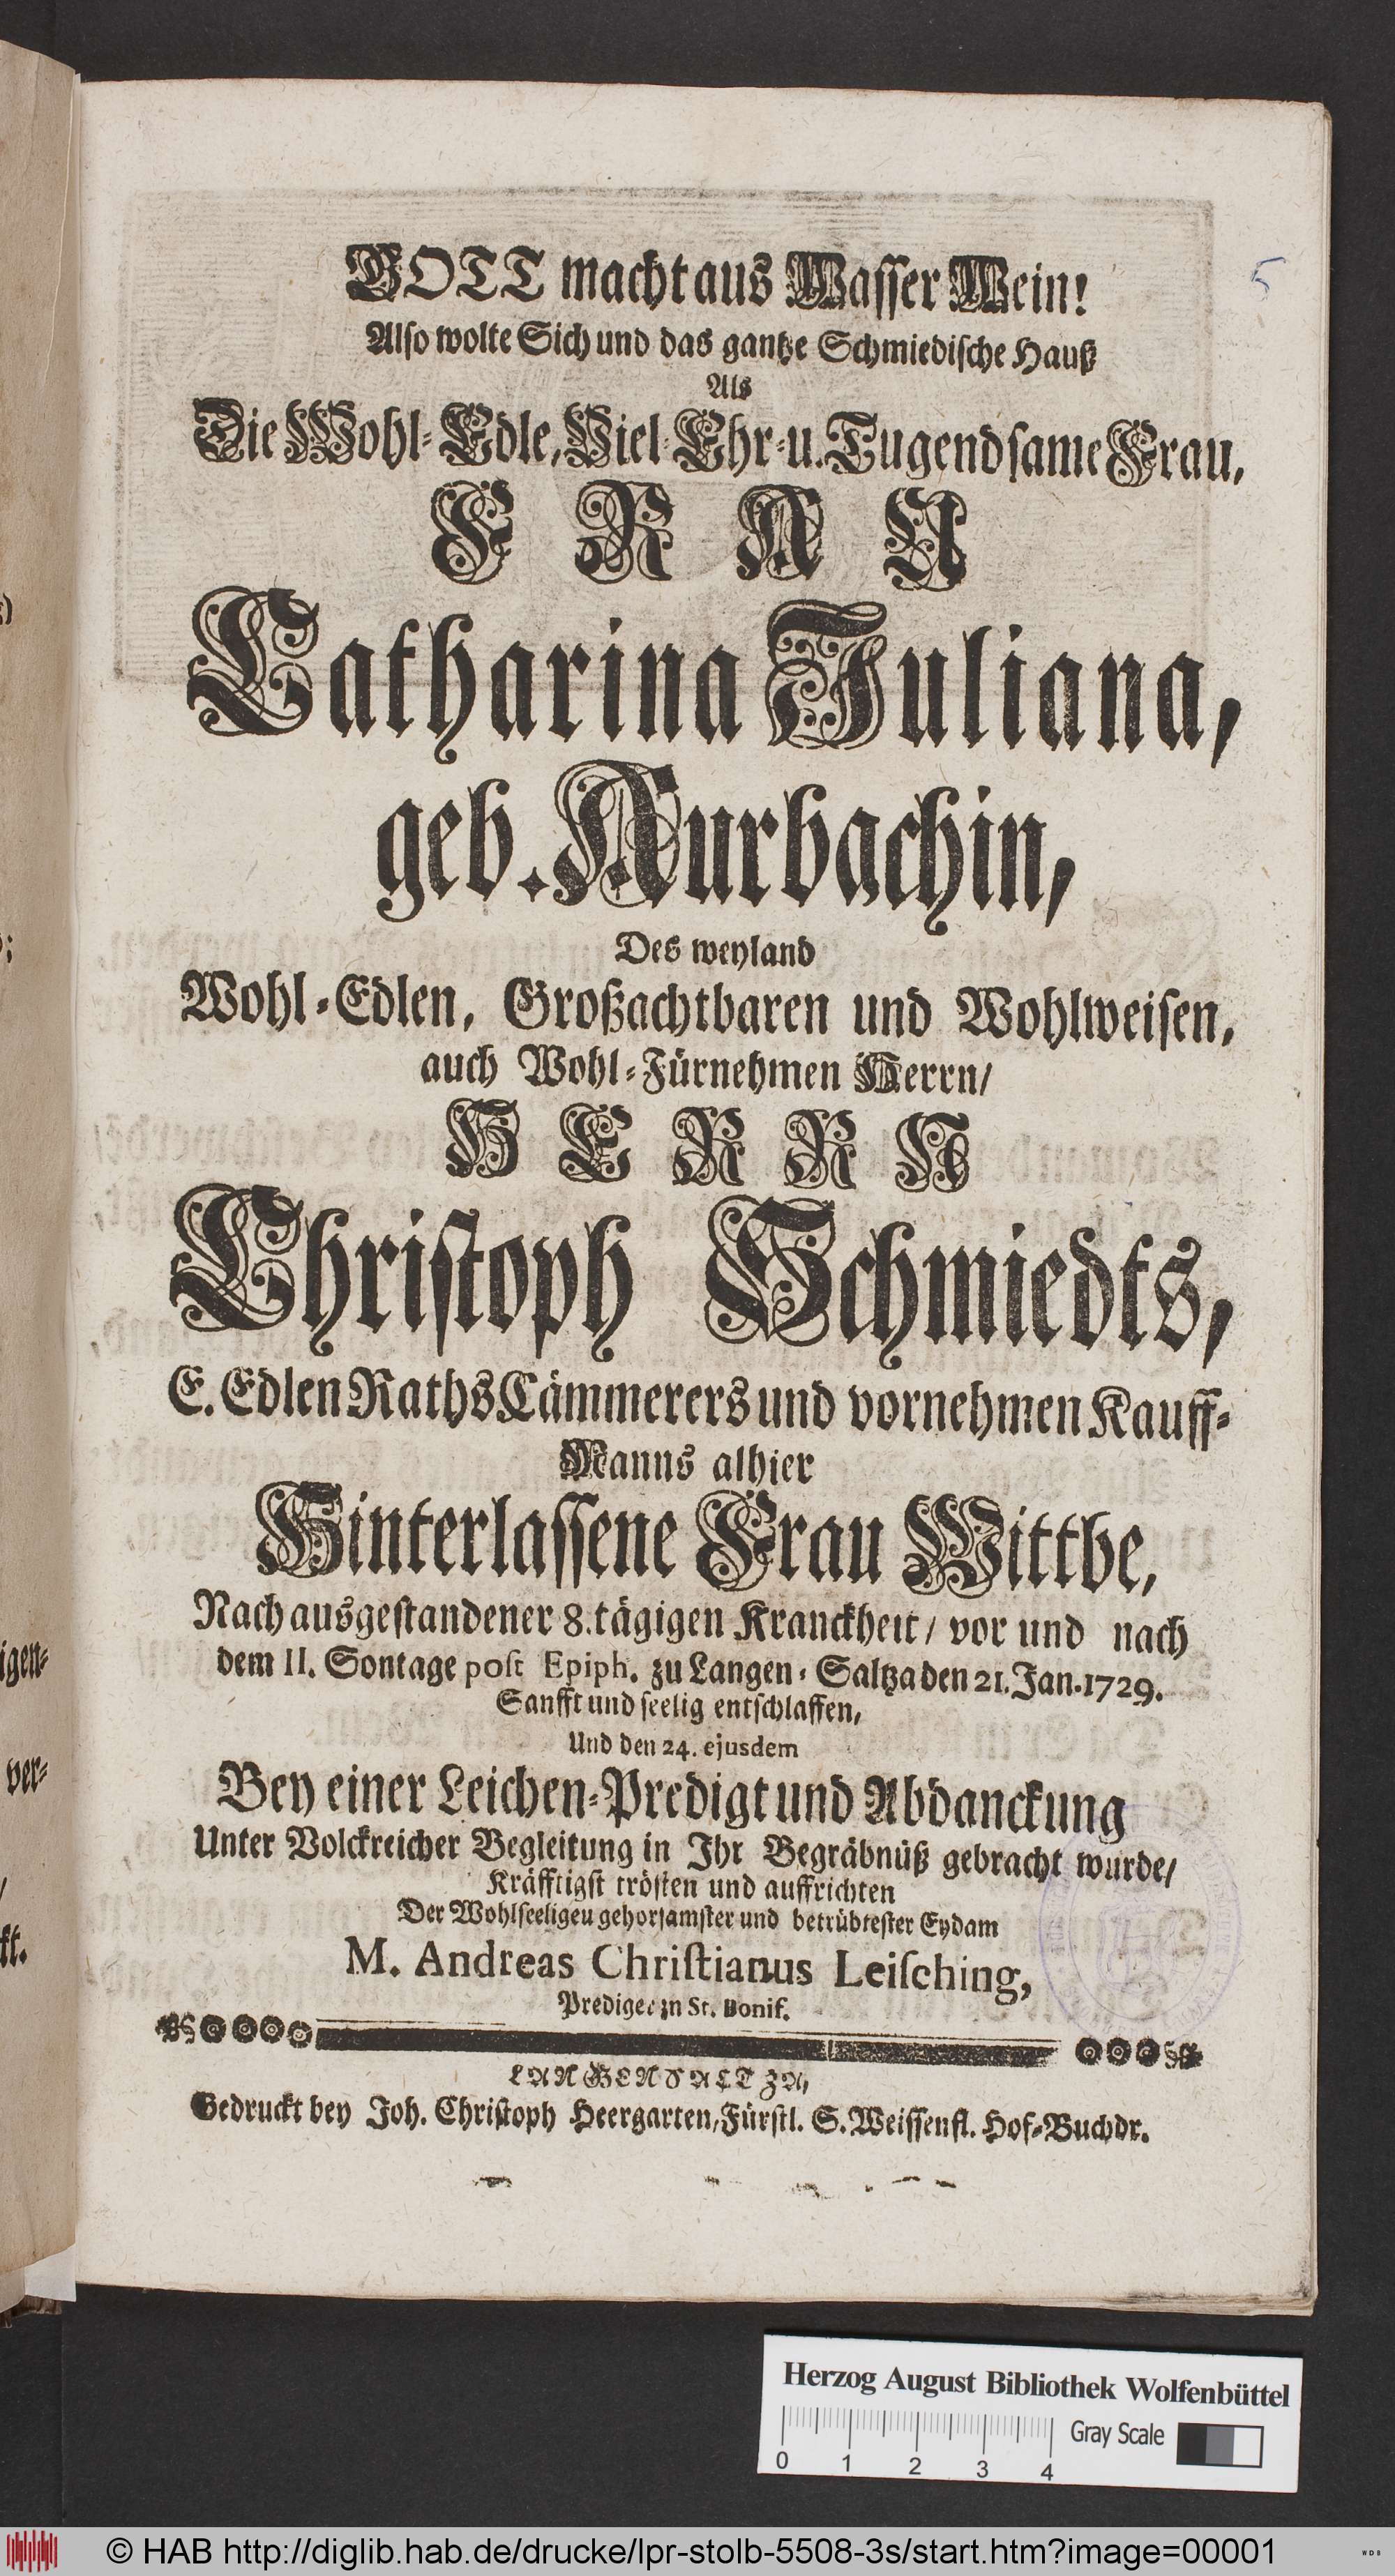 GOTT macht aus Wasser Wein!
Also wolte Sich und das gantze Schmiedische Hauß
Als
Die Wohl-Edle, Viel-Ehr-u. Tugendsame Frau,
FRAU
Catharina Juliana,
geb. Aurbachin,
Des weyland
Wohl-Edlen, Großachtbaren und Wohlweisen,
auch Wohl-Fürnehmen Herrn/
HERRN
Christoph Schmiedts,
E. Edlen Raths Cämmerers und vornehmen Kauff-
Manns alhier
Hinterlassene Frau Wittbe,
Nach ausgestandener 8. tägigen Kranckheit/ vor und nach
dem II. Sontage post Epiph. zu Langen-Saltza den 21. Jan. 1729.
Sanfft und seelig entschlaffen,
Und den 24. ejusdem
Bey einer Leichen-Predigt und Abdanckung
Unter Volckreicher Begleitung in Ihr Begräbnüß gebracht wurde/
Kräfftigst trösten und auffrichten
Der Wohlseeligen gehorsamster und betrübtester Eydam
M. Andreas Christianus Leisching,
Prediger zu St. Bonif.
LANGENSALTZA,
Gedruckt bey Joh. Christoph Heergarten, Fürstl. S. Weissenfl. Hof-Buchdr.
5
igen-
ver-
kt.
Herzog August Bibliothek Wolfenbüttel
Gray Scale
0 1 2 3 4
© HAB http://diglib.hab.de/drucke/lpr-stolb-5508-3s/start.htm?image=00001